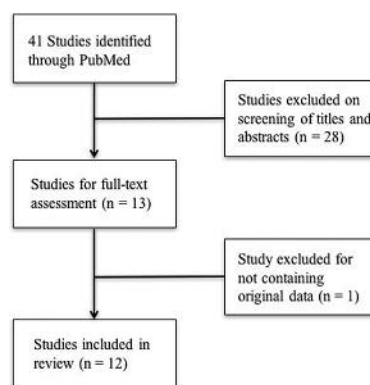 41 Studies identified
through PubMed
Studies excluded on
screening of titles and
abstracts (n = 28)
Studies for full-text
assessment (n = 13)
Study excluded for
not containing
original data (n = 1)
Studies included in
review (n = 12)